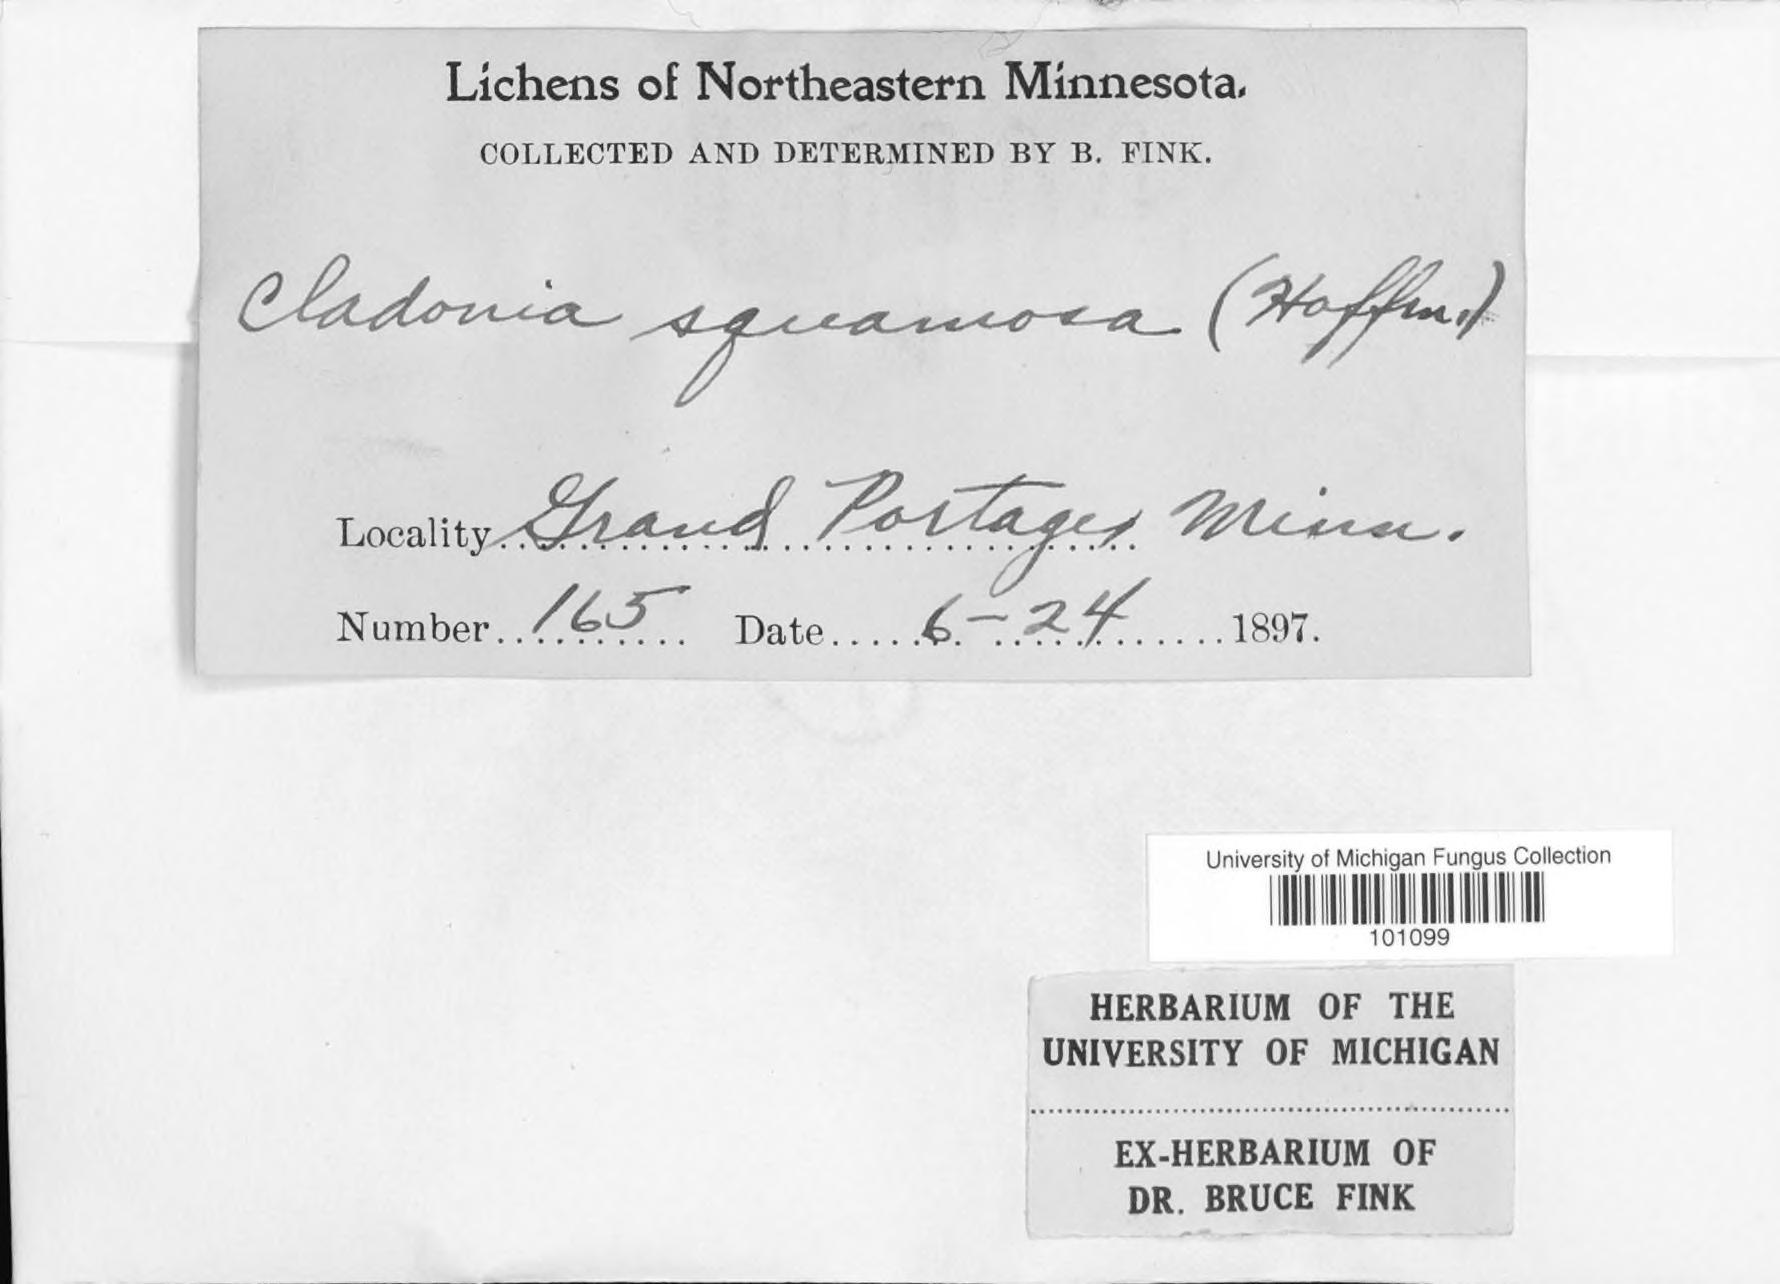 Lichens of Northeastern Minnesota.
COLLECTED AND DETERMINED BY B. FINK.
Cladonia squamosa (Hoffm.)
Locality Grand Portage, Minn.
Number 165 Date 6-24 1897.
University of Michigan Fungus Collection
101099
HERBARIUM OF THE
UNIVERSITY OF MICHIGAN
EX-HERBARIUM OF
DR. BRUCE FINK